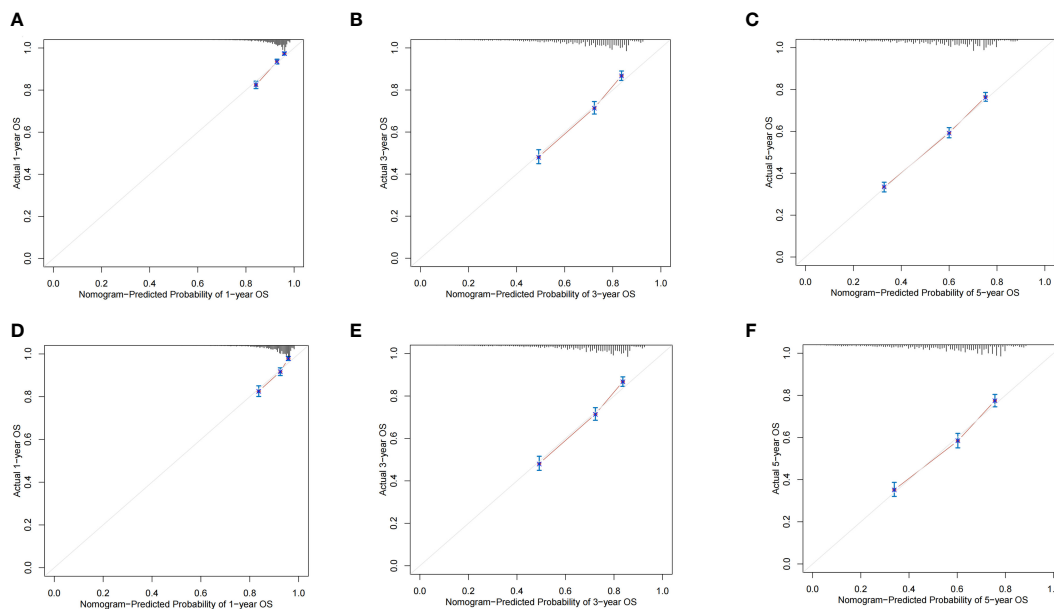 A
Actual 1-year OS
1.0
0.8
0.6
0.4
0.2
0.0
0.0 0.2 0.4 0.6 0.8 1.0
Nomogram-Predicted Probability of 1-year OS
B
Actual 3-year OS
1.0
0.8
0.6
0.4
0.2
0.0
0.0 0.2 0.4 0.6 0.8 1.0
Nomogram-Predicted Probability of 3-year OS
C
Actual 5-year OS
1.0
0.8
0.6
0.4
0.2
0.0
0.0 0.2 0.4 0.6 0.8 1.0
Nomogram-Predicted Probability of 5-year OS
D
Actual 1-year OS
1.0
0.8
0.6
0.4
0.2
0.0
0.0 0.2 0.4 0.6 0.8 1.0
Nomogram-Predicted Probability of 1-year OS
E
Actual 3-year OS
1.0
0.8
0.6
0.4
0.2
0.0
0.0 0.2 0.4 0.6 0.8 1.0
Nomogram-Predicted Probability of 3-year OS
F
Actual 5-year OS
1.0
0.8
0.6
0.4
0.2
0.0
0.0 0.2 0.4 0.6 0.8
Nomogram-Predicted Probability of 5-year OS